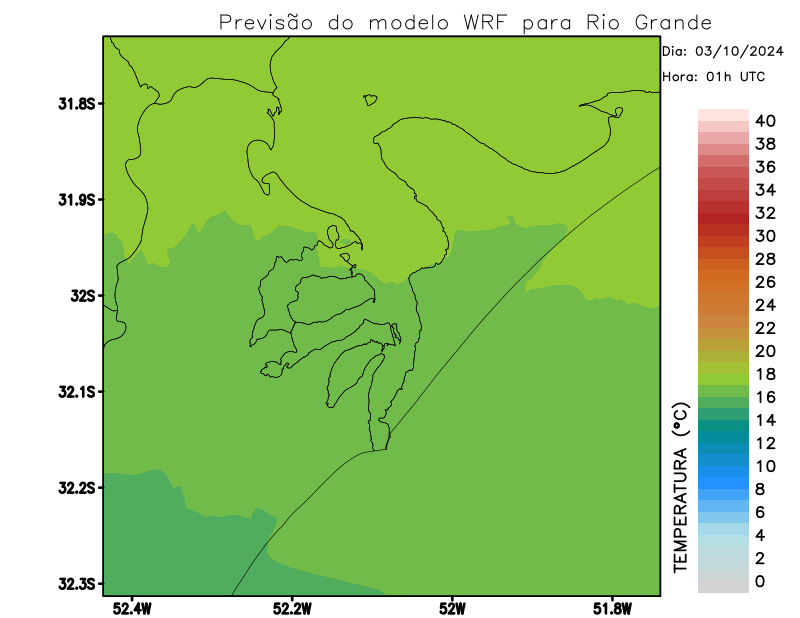 Previsão do modelo WRF para Rio Grande
Dia: 03/10/2024
Hora: 01h UTC
31.8S
31.9S
32S
32.1S
32.2S
32.3S
52.4W
52.2W
52W
51.8W
TEMPERATURA (ºC)
40
38
36
34
32
30
28
26
24
22
20
18
16
14
12
10
8
6
4
2
0